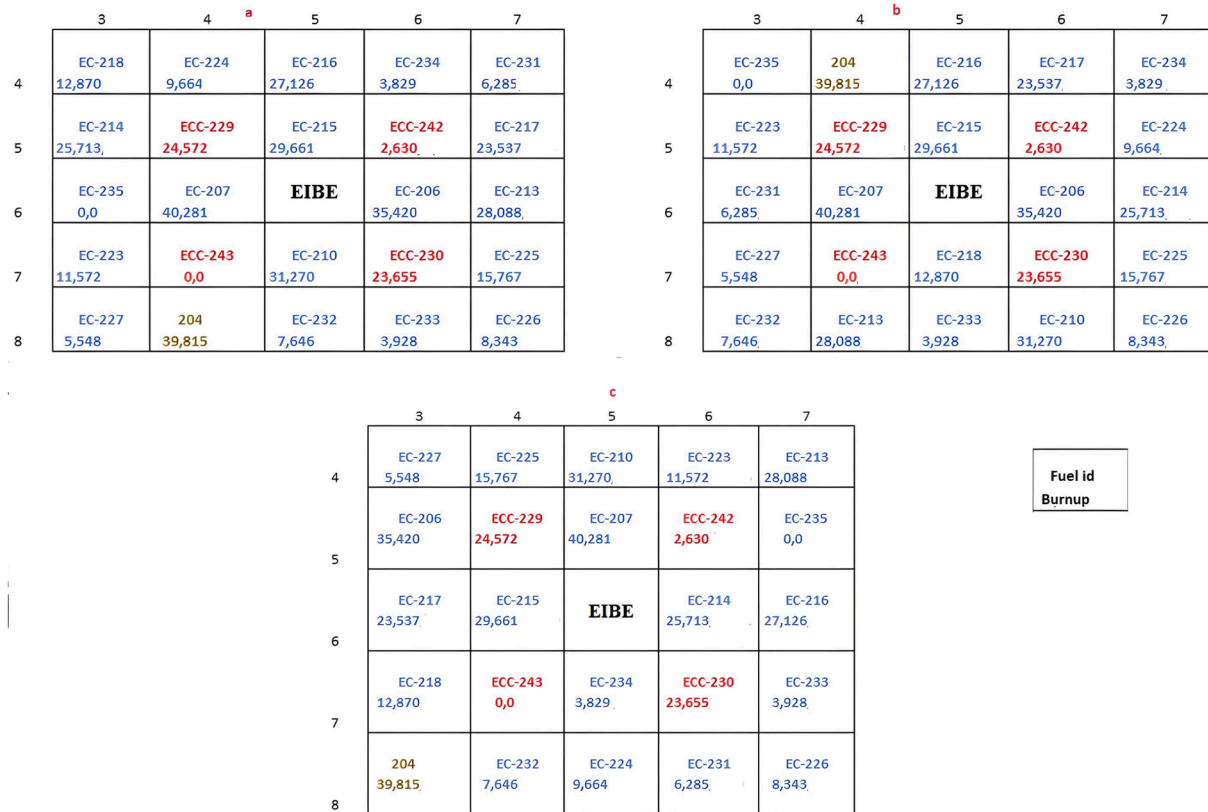 a
3 4 5 6 7
EC-218 EC-224 EC-216 EC-234 EC-231
4 12,870 9,664 27,126 3,829 6,285
EC-214 ECC-229 EC-215 ECC-242 EC-217
5 25,713 24,572 29,661 2,630 23,537
EC-235 EC-207 EIBE EC-206 EC-213
6 0,0 40,281 35,420 28,088
EC-223 ECC-243 EC-210 ECC-230 EC-225
7 11,572 0,0 31,270 23,655 15,767
EC-227 204 EC-232 EC-233 EC-226
8 5,548 39,815 7,646 3,928 8,343
b
3 4 5 6 7
EC-235 204 EC-216 EC-217 EC-234
4 0,0 39,815 27,126 23,537 3,829
EC-223 ECC-229 EC-215 ECC-242 EC-224
5 11,572 24,572 29,661 2,630 9,664
EC-231 EC-207 EIBE EC-206 EC-214
6 6,285 40,281 35,420 25,713
EC-227 ECC-243 EC-218 ECC-230 EC-225
7 5,548 0,0 12,870 23,655 15,767
EC-232 EC-213 EC-233 EC-210 EC-226
8 7,646 28,088 3,928 31,270 8,343
c
3 4 5 6 7
EC-227 EC-225 EC-210 EC-223 EC-213
4 5,548 15,767 31,270 11,572 28,088
EC-206 ECC-229 EC-207 ECC-242 EC-235
35,420 24,572 40,281 2,630 0,0
5
EC-217 EC-215 EIBE EC-214 EC-216
23,537 29,661 25,713 27,126
6
EC-218 ECC-243 EC-234 ECC-230 EC-233
12,870 0,0 3,829 23,655 3,928
7
204 EC-232 EC-224 EC-231 EC-226
39,815 7,646 9,664 6,285 8,343
8
Fuel id
Burnup